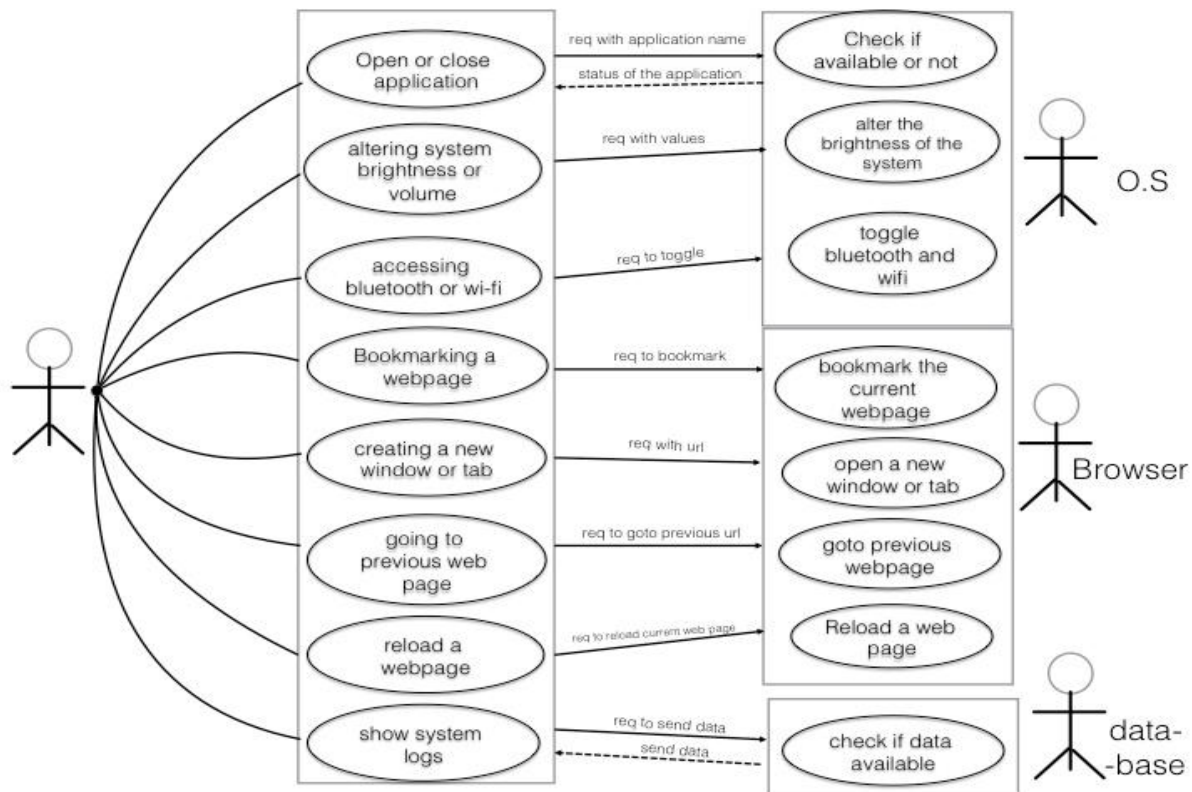 Open or close
application
req with application name
status of the application
Check if
available or not
altering system
brightness or
volume
req with values
alter the
brightness of the
system
O.S
accessing
bluetooth or wi-fi
req to toggle
toggle
bluetooth and
wifi
Bookmarking a
webpage
req to bookmark
bookmark the
current
webpage
creating a new
window or tab
req with url
open a new
window or tab
Browser
going to
previous web
page
req to goto previous url
goto previous
webpage
reload a
webpage
req to reload current web page
Reload a web
page
show system
logs
req to send data
send data
check if data
available
data-
-base